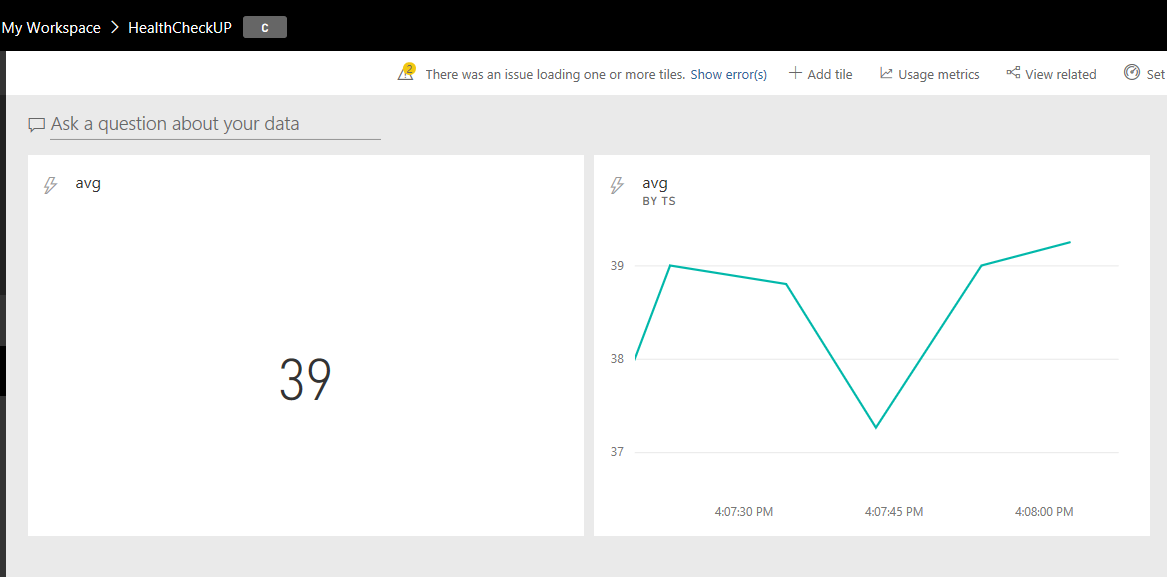 My Workspace > HealthCheckUP C
2 There was an issue loading one or more tiles. Show error(s) Add tile Usage metrics View related Set
Ask a question about your data
avg
39
avg
BY TS
39
38
37
4:07:30 PM 4:07:45 PM 4:08:00 PM